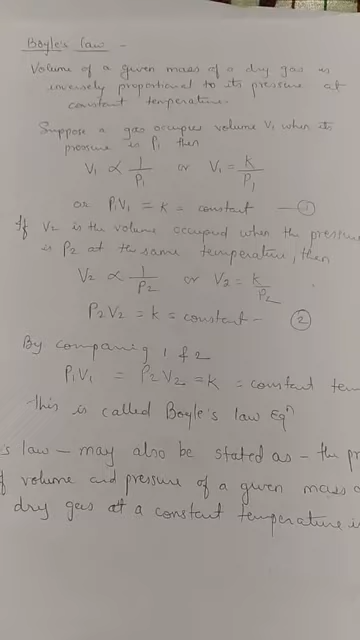 Boyle's law -
Volume of a given mass of a dry gas is
inversely proportional to its pressure at
constant temperature.
Suppose a gas occupies volume V₁ when its
pressure is P₁ then
V₁ ∝ 1/P₁ or V₁ = K/P₁
or P₁V₁ = K = constant — ①
If V₂ is the volume occupied when the pressure
is P₂ at the same temperature, then
V₂ ∝ 1/P₂ or V₂ = K/P₂
P₂V₂ = K = constant - ②
By comparing 1 & 2
P₁V₁ = P₂V₂ = K = constant tem
This is called Boyle's law Eqⁿ
s law - may also be stated as - the pr
f volume and pressure of a given mass o
dry gas at a constant temperature is